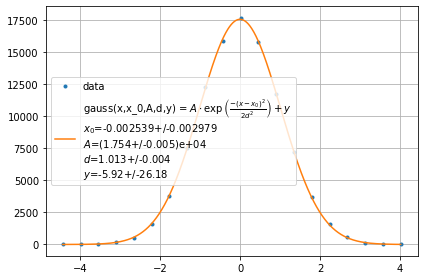 17500
15000
12500
10000
7500
5000
2500
0
data
gauss(x,x_0,A,d,y) = A · exp(−(x−x₀)²/2d²) + y
x₀=-0.002539+/-0.002979
A=(1.754+/-0.005)e+04
d=1.013+/-0.004
y=-5.92+/-26.18
−4 −2 0 2 4